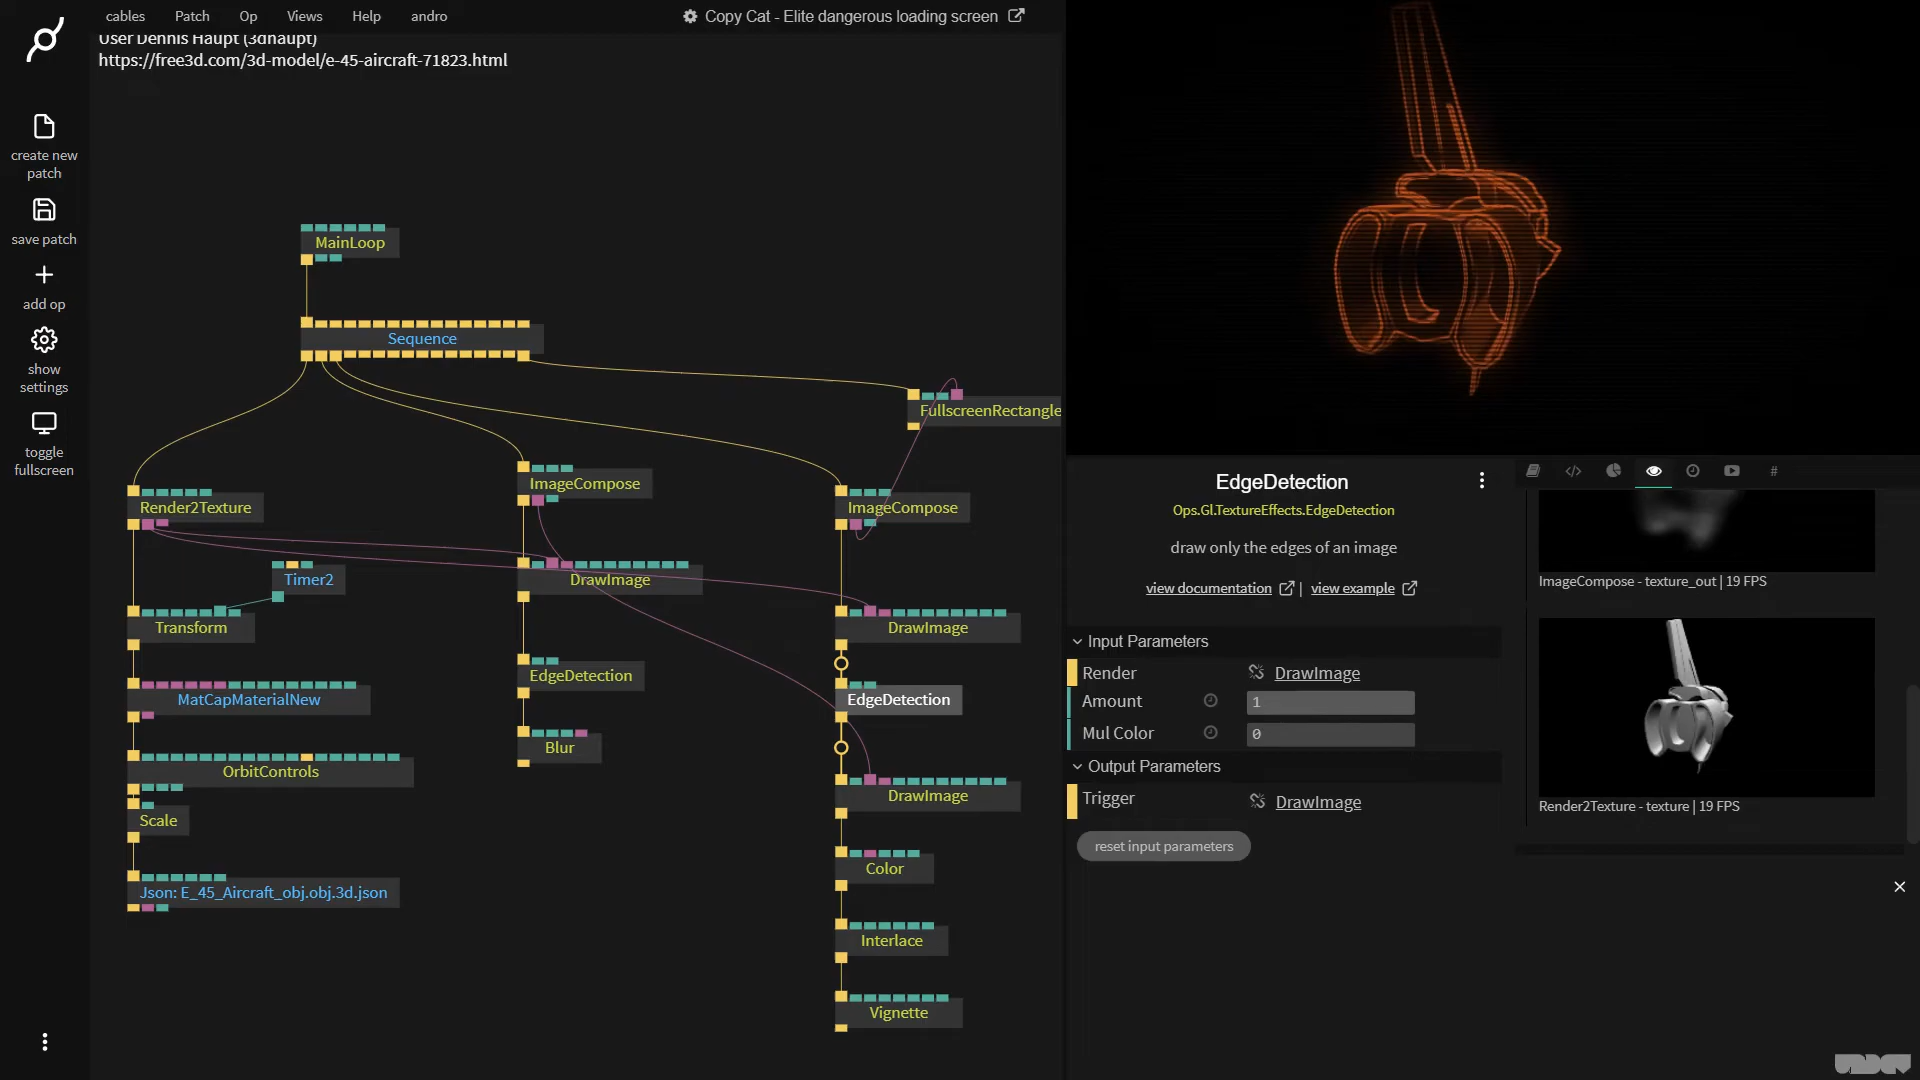 cables
Patch
Op
Views
Help
andro
Copy Cat - Elite dangerous loading screen
User Dennis Haupt (3dhaupt)
https://free3d.com/3d-model/e-45-aircraft-71823.html
create new
patch
save patch
add op
show
settings
toggle
fullscreen
MainLoop
Sequence
FullscreenRectangle
ImageCompose
Render2Texture
ImageCompose
Timer2
DrawImage
Transform
DrawImage
EdgeDetection
MatCapMaterialNew
EdgeDetection
Blur
OrbitControls
DrawImage
Scale
Color
Json: E_45_Aircraft_obj.obj.3d.json
Interlace
Vignette
EdgeDetection
Ops.Gl.TextureEffects.EdgeDetection
draw only the edges of an image
view documentation | view example
Input Parameters
Render DrawImage
Amount 1
Mul Color 0
Output Parameters
Trigger DrawImage
reset input parameters
#
ImageCompose - texture_out | 19 FPS
Render2Texture - texture | 19 FPS